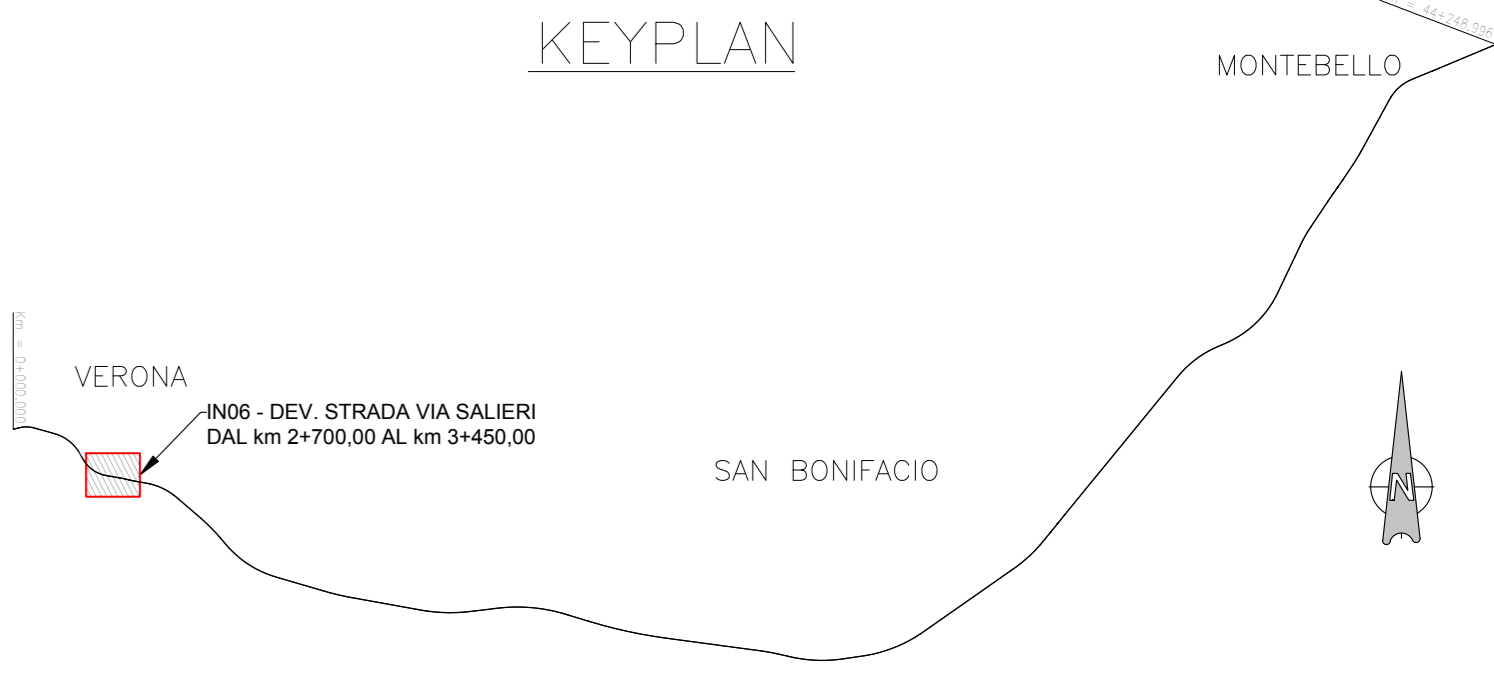 KEYPLAN
= 44+248,996
MONTEBELLO
Km = 0+000,000
VERONA
IN06 - DEV. STRADA VIA SALIERI
DAL km 2+700,00 AL km 3+450,00
SAN BONIFACIO
N